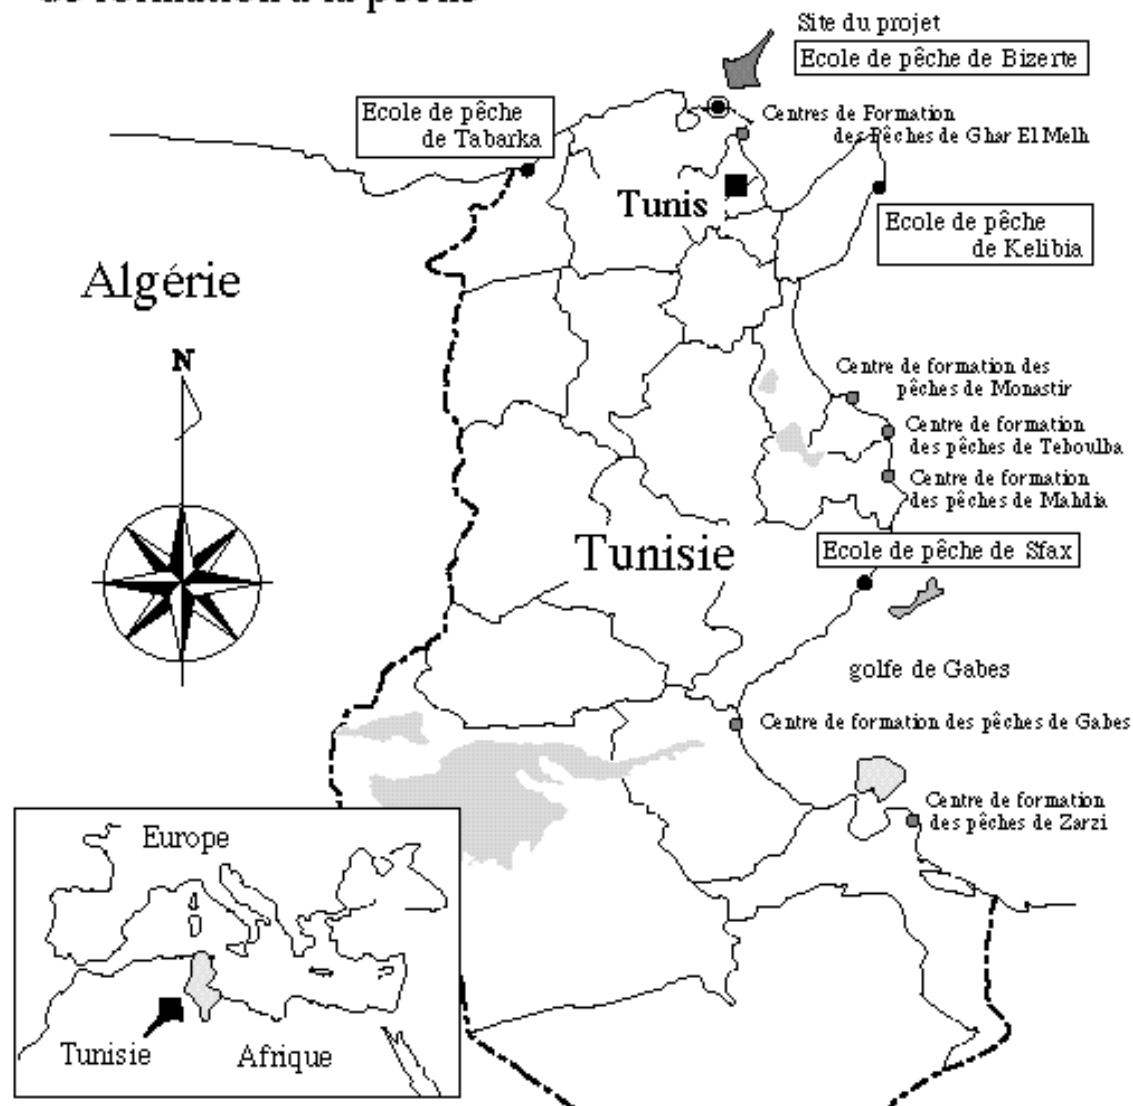 de formation à la pêche
Site du projet
Ecole de pêche de Bizerte
Ecole de pêche
de Tabarka
Centres de Formation
des Pêches de Ghar El Melh
Tunis
Ecole de pêche
de Kelibia
Algérie
N
Centre de formation des
pêches de Monastir
Centre de formation
des pêches de Teboulba
Centre de formation
des pêches de Mahdia
Tunisie
Ecole de pêche de Sfax
golfe de Gabes
Centre de formation des pêches de Gabes
Centre de formation
des pêches de Zarzi
Europe
Tunisie
Afrique